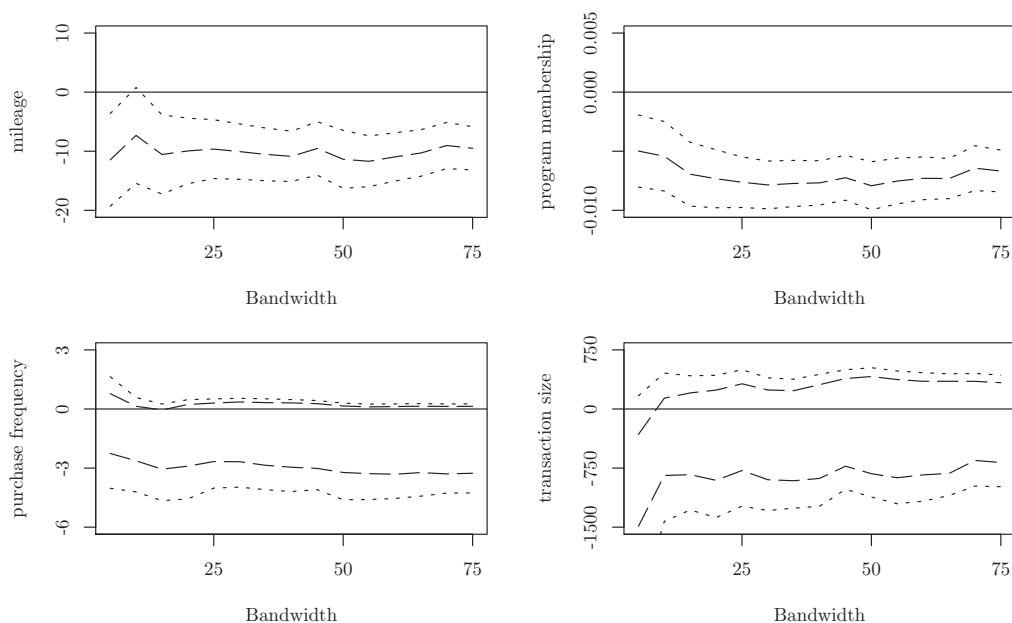 mileage
10
0
-10
-20
25 50 75
Bandwidth
program membership
0.005
0.000
-0.010
25 50 75
Bandwidth
purchase frequency
3
0
-3
-6
25 50 75
Bandwidth
transaction size
750
0
-750
-1500
25 50 75
Bandwidth